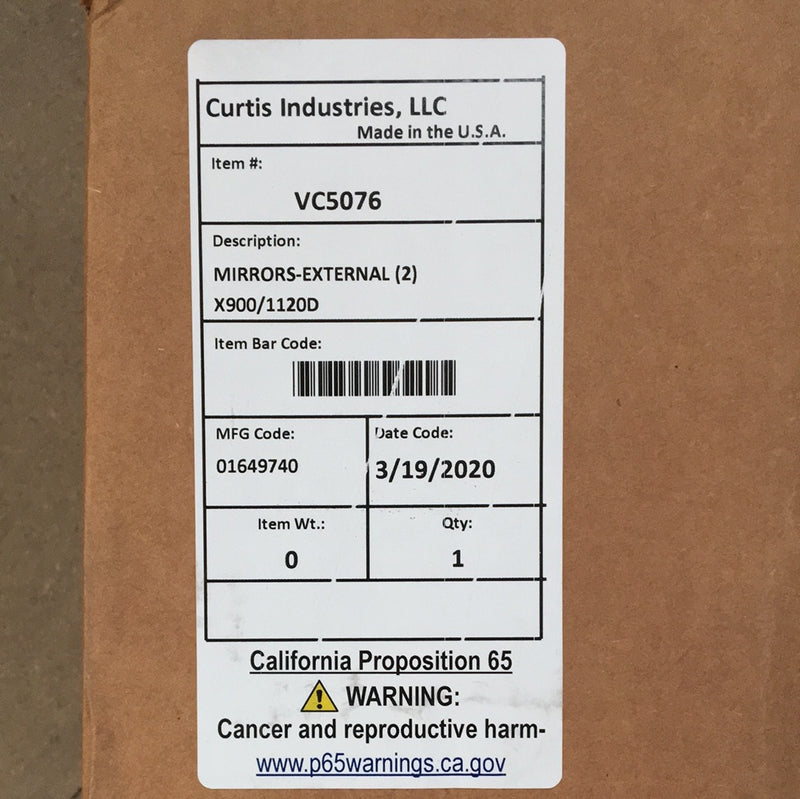 Curtis Industries, LLC
Made in the U.S.A.
Item #:
VC5076
Description:
MIRRORS-EXTERNAL (2)
X900/1120D
Item Bar Code:
MFG Code:
Date Code:
01649740
3/19/2020
Item Wt.:
Qty:
0
1
California Proposition 65
WARNING:
Cancer and reproductive harm-
www.p65warnings.ca.gov